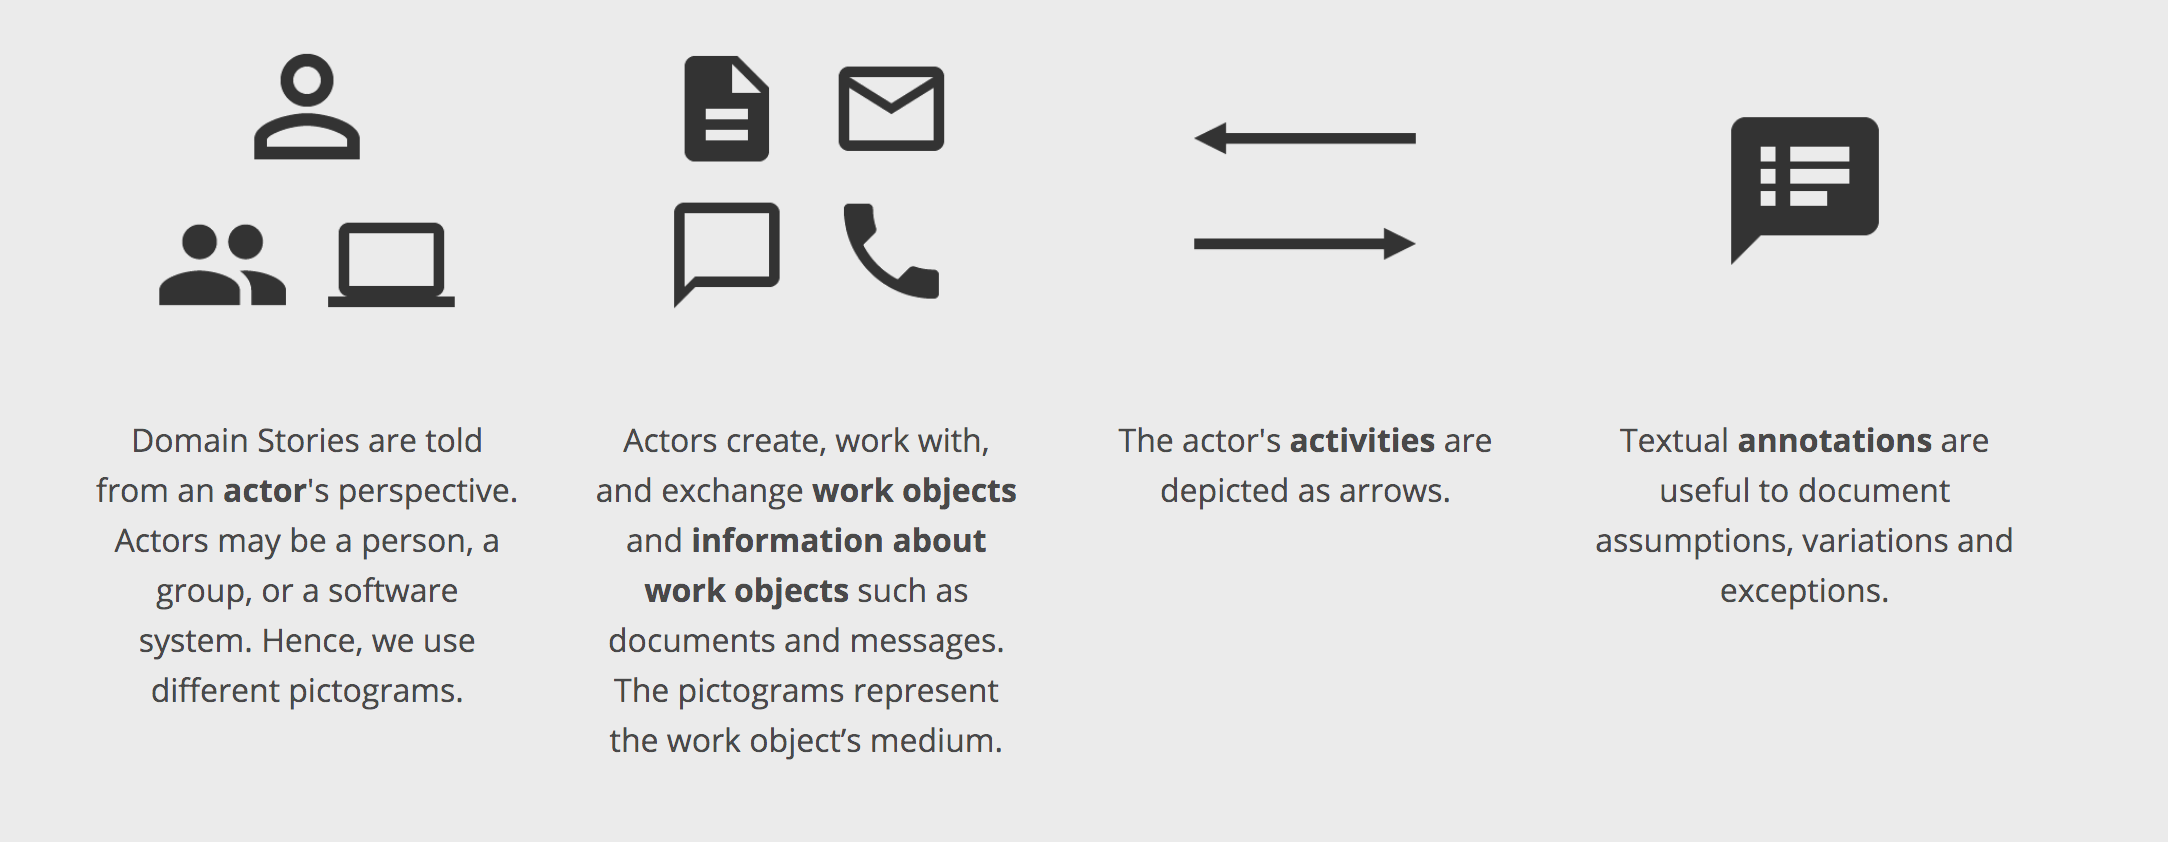 Domain Stories are told
from an actor's perspective.
Actors may be a person, a
group, or a software
system. Hence, we use
different pictograms.
Actors create, work with,
and exchange work objects
and information about
work objects such as
documents and messages.
The pictograms represent
the work object’s medium.
The actor's activities are
depicted as arrows.
Textual annotations are
useful to document
assumptions, variations and
exceptions.